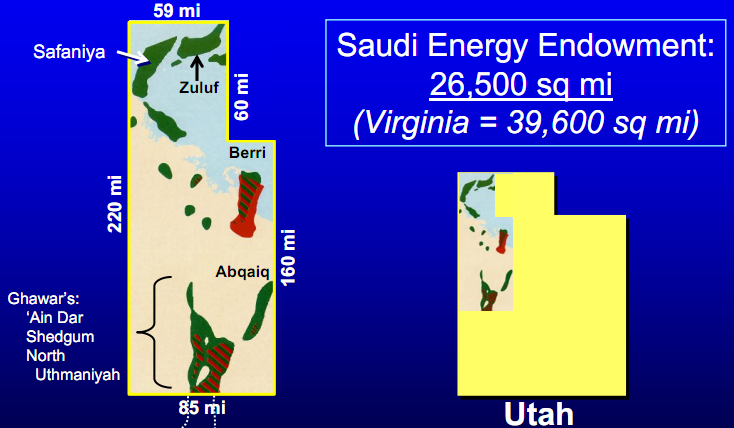 59 mi
Safaniya
Zuluf
60 mi
Berri
220 mi
160 mi
Abqaiq
Ghawar's:
'Ain Dar
Shedgum
North
Uthmaniyah
85 mi
Saudi Energy Endowment:
26,500 sq mi
(Virginia = 39,600 sq mi)
Utah